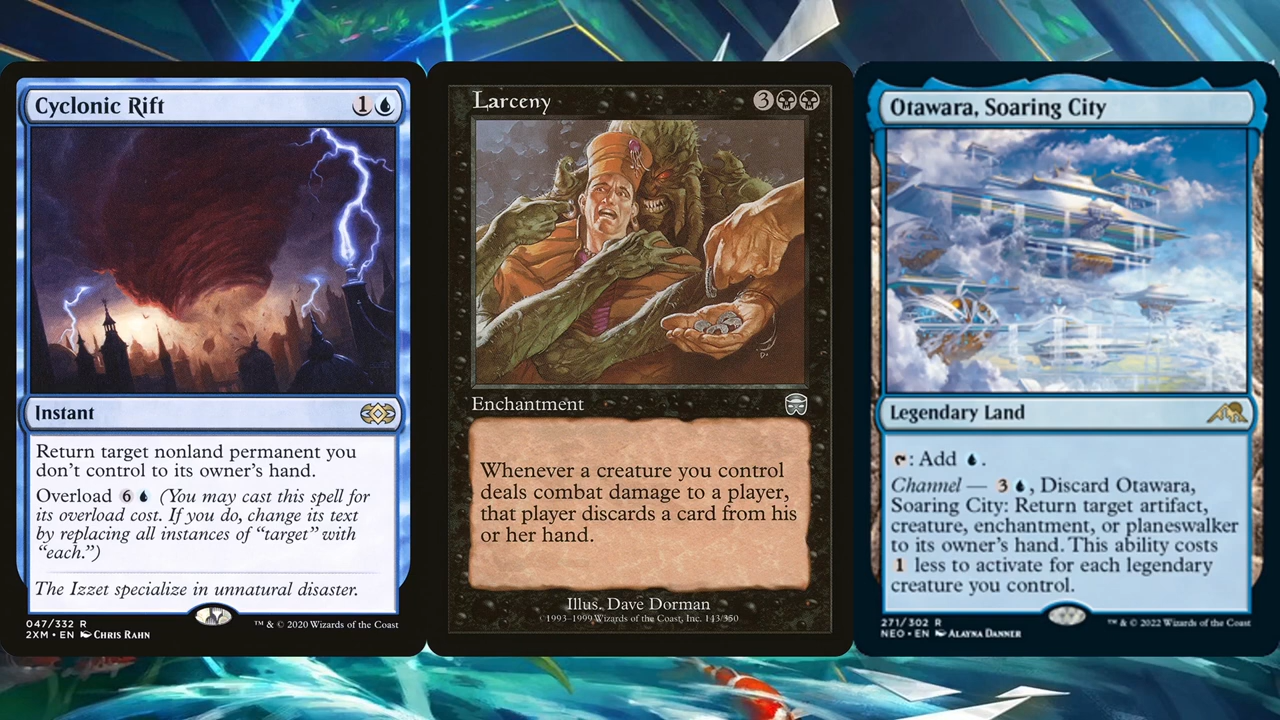 Cyclonic Rift
1
Instant
Return target nonland permanent you
don't control to its owner's hand.
Overload 6 (You may cast this spell for
its overload cost. If you do, change its text
by replacing all instances of "target" with
"each.")
The Izzet specialize in unnatural disaster.
047/332 R
2XM • EN Chris Rahn
™ & © 2020 Wizards of the Coast
Larceny
3
Enchantment
Whenever a creature you control
deals combat damage to a player,
that player discards a card from his
or her hand.
Illus. Dave Dorman
©1993–1999 Wizards of the Coast, Inc. 143/350
Otawara, Soaring City
Legendary Land
: Add .
Channel — 3 , Discard Otawara,
Soaring City: Return target artifact,
creature, enchantment, or planeswalker
to its owner's hand. This ability costs
1 less to activate for each legendary
creature you control.
271/302 R
NEO • EN Alayna Danner
™ & © 2022 Wizards of the Coast